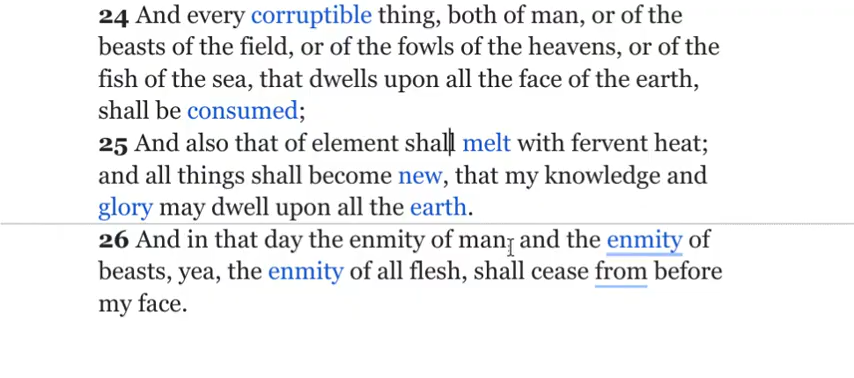 24 And every corruptible thing, both of man, or of the
beasts of the field, or of the fowls of the heavens, or of the
fish of the sea, that dwells upon all the face of the earth,
shall be consumed;
25 And also that of element shall melt with fervent heat;
and all things shall become new, that my knowledge and
glory may dwell upon all the earth.
26 And in that day the enmity of man, and the enmity of
beasts, yea, the enmity of all flesh, shall cease from before
my face.